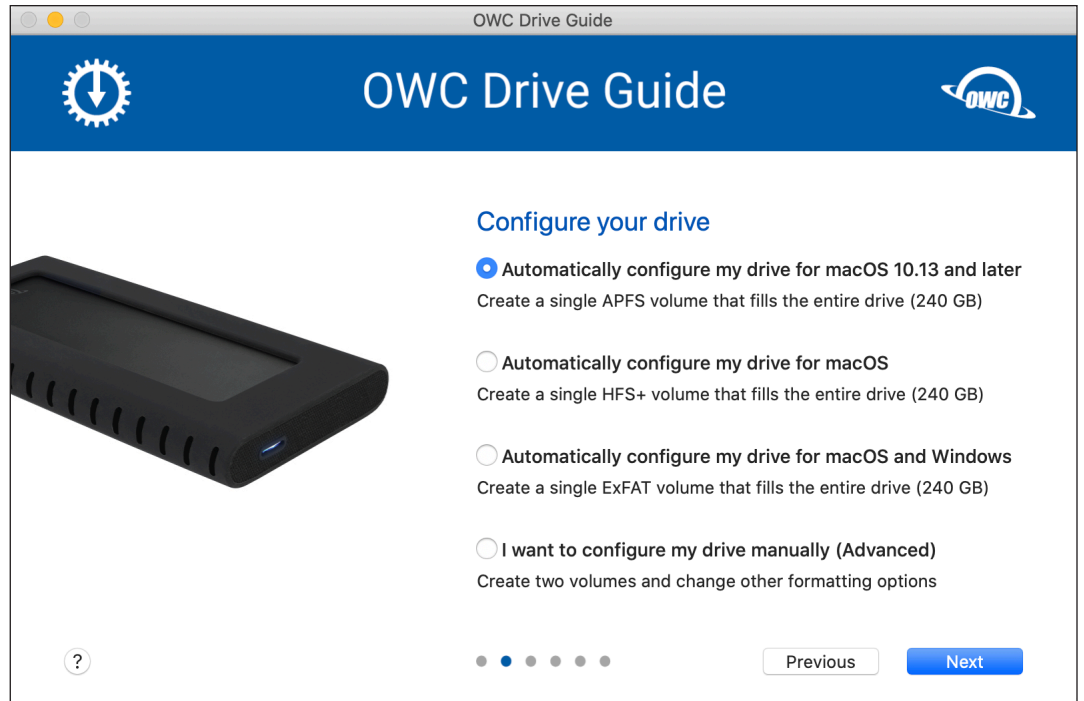 OWC Drive Guide
OWC Drive Guide
OWC
Configure your drive
Automatically configure my drive for macOS 10.13 and later
Create a single APFS volume that fills the entire drive (240 GB)
Automatically configure my drive for macOS
Create a single HFS+ volume that fills the entire drive (240 GB)
Automatically configure my drive for macOS and Windows
Create a single ExFAT volume that fills the entire drive (240 GB)
I want to configure my drive manually (Advanced)
Create two volumes and change other formatting options
?
Previous
Next